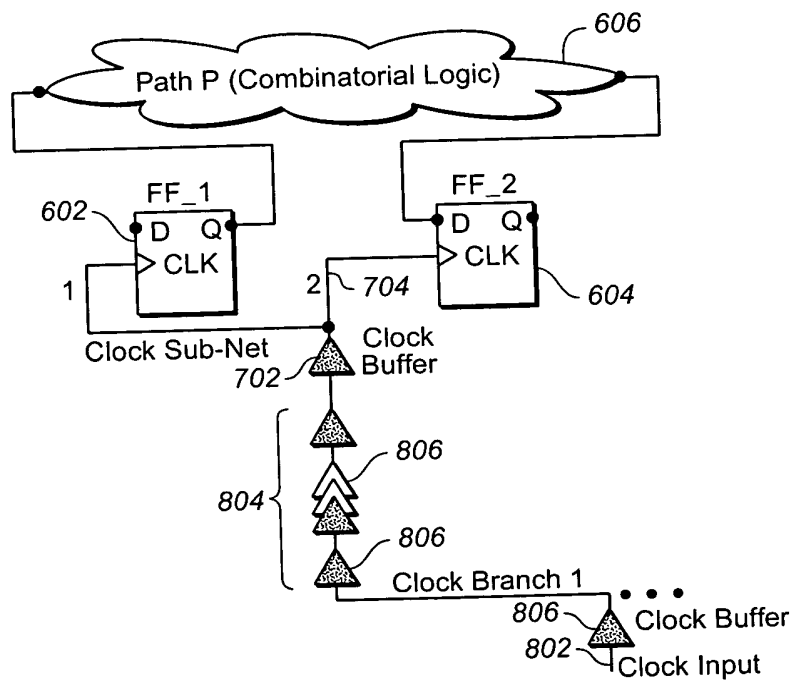 606
Path P (Combinatorial Logic)
FF_1
FF_2
602
D Q
CLK
D Q
CLK
1
2
704
604
Clock Sub-Net
Clock
Buffer
702
806
804
806
Clock Branch 1
806
Clock Buffer
802
Clock Input